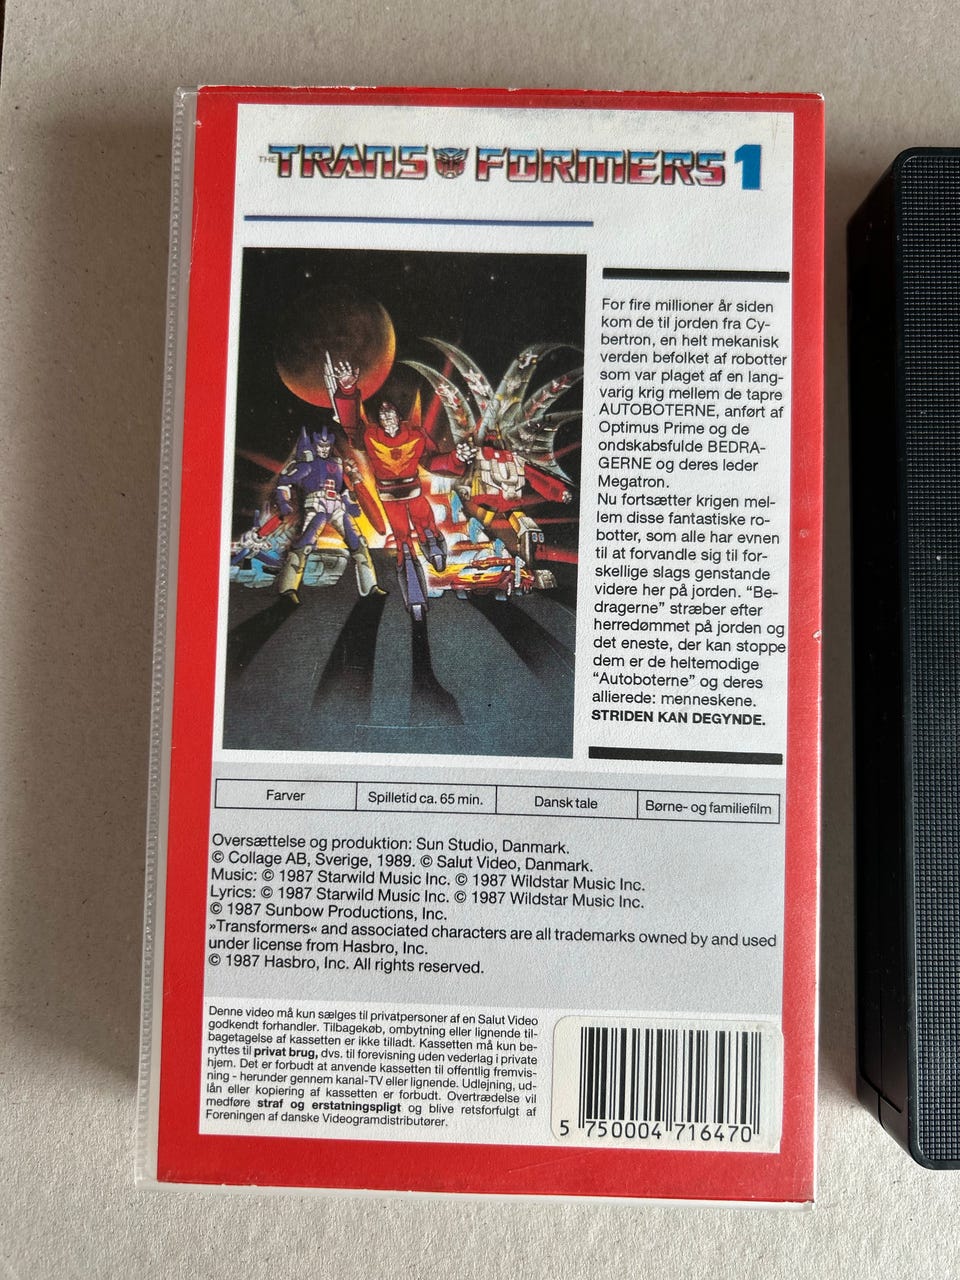 THE TRANSFORMERS 1
For fire millioner år siden
kom de til jorden fra Cy-
bertron, en helt mekanisk
verden befolket af robotter
som var plaget af en lang-
varig krig mellem de tapre
AUTOBOTERNE, anført af
Optimus Prime og de
ondskabsfulde BEDRA-
GERNE og deres leder
Megatron.
Nu fortsætter krigen mel-
lem disse fantastiske ro-
botter, som alle har evnen
til at forvandle sig til for-
skellige slags genstande
videre her på jorden. “Be-
dragerne” stræber efter
herredømmet på jorden og
det eneste, der kan stoppe
dem er de heltemodige
“Autoboterne” og deres
allierede: menneskene.
STRIDEN KAN DEGYNDE.
Farver
Spilletid ca. 65 min.
Dansk tale
Børne- og familiefilm
Oversættelse og produktion: Sun Studio, Danmark.
© Collage AB, Sverige, 1989. © Salut Video, Danmark.
Music: © 1987 Starwild Music Inc. © 1987 Wildstar Music Inc.
Lyrics: © 1987 Starwild Music Inc. © 1987 Wildstar Music Inc.
© 1987 Sunbow Productions, Inc.
»Transformers« and associated characters are all trademarks owned by and used
under license from Hasbro, Inc.
© 1987 Hasbro, Inc. All rights reserved.
Denne video må kun sælges til privatpersoner af en Salut Video
godkendt forhandler. Tilbagekøb, ombytning eller lignende til-
bagetagelse af kassetten er ikke tilladt. Kassetten må kun be-
nyttes til privat brug, dvs. til forevisning uden vederlag i private
hjem. Det er forbudt at anvende kassetten til offentlig fremvis-
ning - herunder gennem kanal-TV eller lignende. Udlejning, ud-
lån eller kopiering af kassetten er forbudt. Overtrædelse vil
medføre straf og erstatningspligt og blive retsforfulgt af
Foreningen af danske Videogramdistributører.
5 750004 716470